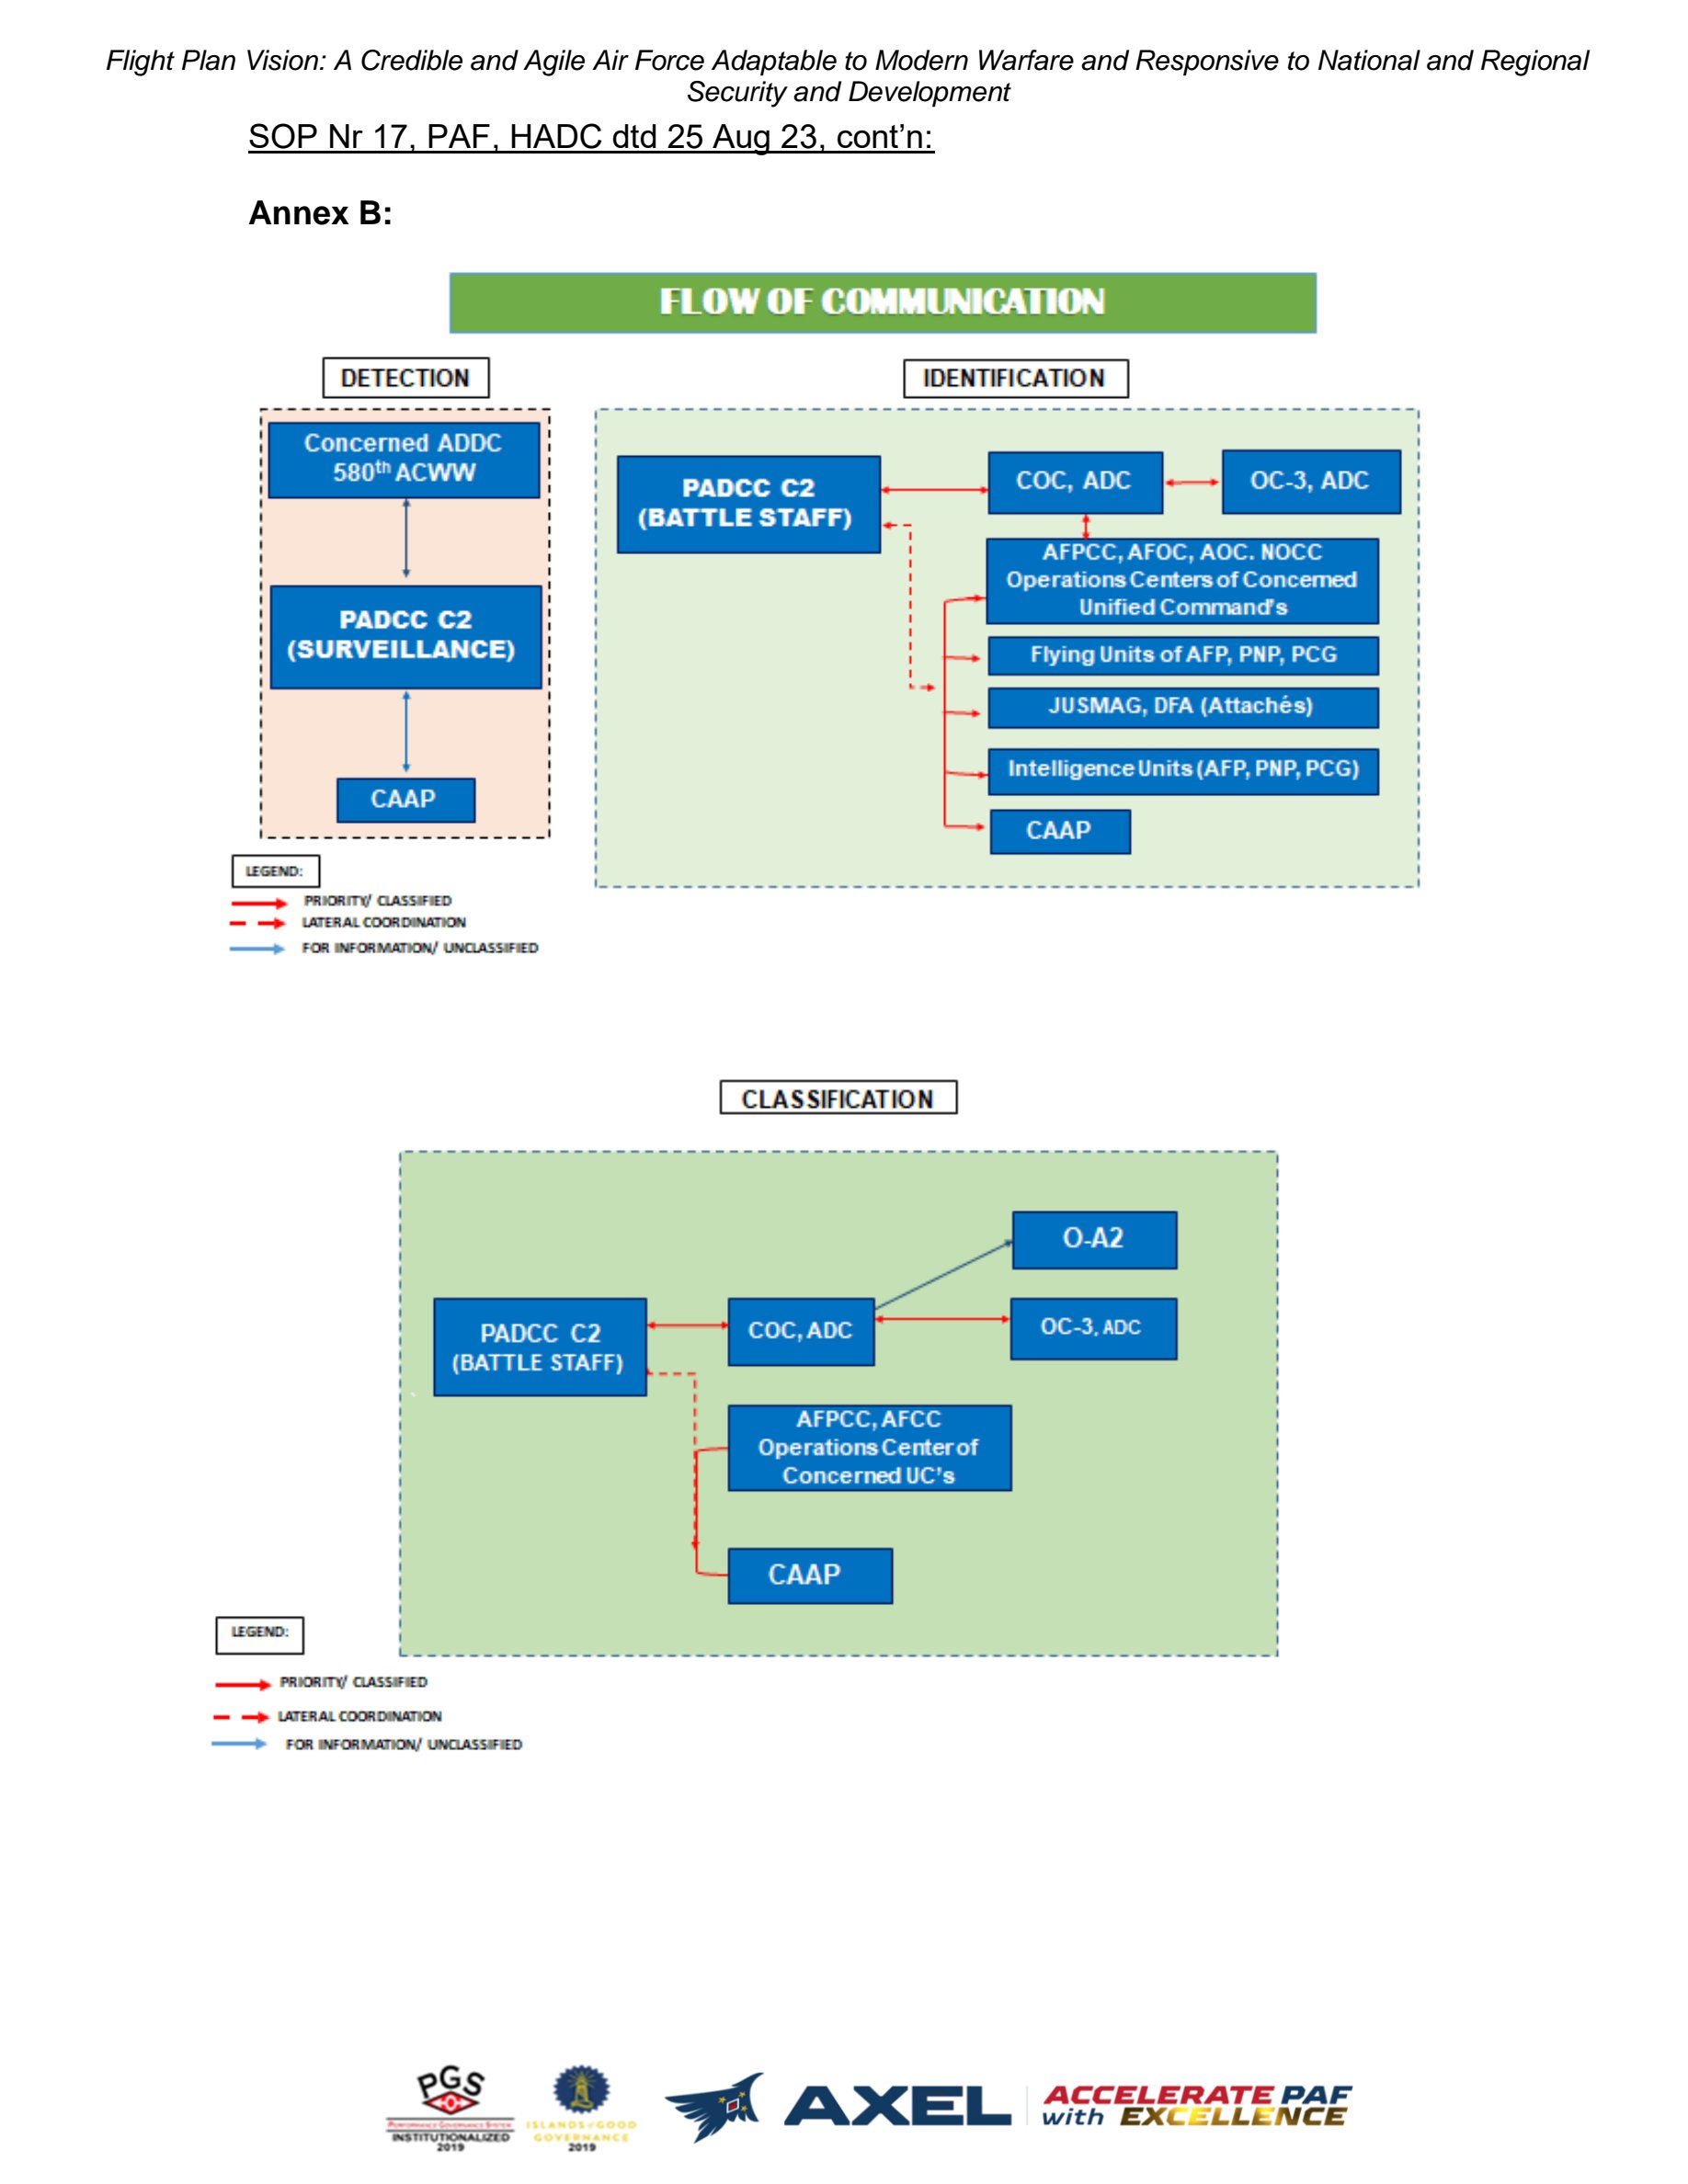 Flight Plan Vision: A Credible and Agile Air Force Adaptable to Modern Warfare and Responsive to National and Regional
Security and Development
SOP Nr 17, PAF, HADC dtd 25 Aug 23, cont'n:
Annex B:
FLOW OF COMMUNICATION
DETECTION
Concerned ADDC
580th ACWW
PADCC C2
(SURVEILLANCE)
CAAP
IDENTIFICATION
PADCC C2
(BATTLE STAFF)
COC, ADC
OC-3, ADC
AFPCC, AFOC, AOC. NOCC
Operations Centers of Concerned
Unified Command's
Flying Units of AFP, PNP, PCG
JUSMAG, DFA (Attachés)
Intelligence Units (AFP, PNP, PCG)
CAAP
LEGEND:
PRIORITY/ CLASSIFIED
LATERAL COORDINATION
FOR INFORMATION/ UNCLASSIFIED
CLASSIFICATION
O-A2
PADCC C2
(BATTLE STAFF)
COC, ADC
OC-3, ADC
AFPCC, AFCC
Operations Center of
Concerned UC's
CAAP
LEGEND:
PRIORITY/ CLASSIFIED
LATERAL COORDINATION
FOR INFORMATION/ UNCLASSIFIED
PGS
PERFORMANCE GOVERNANCE SYSTEM
INSTITUTIONALIZED
2019
ISLANDS of GOOD
GOVERNANCE
2019
AXEL
ACCELERATE PAF
with EXCELLENCE